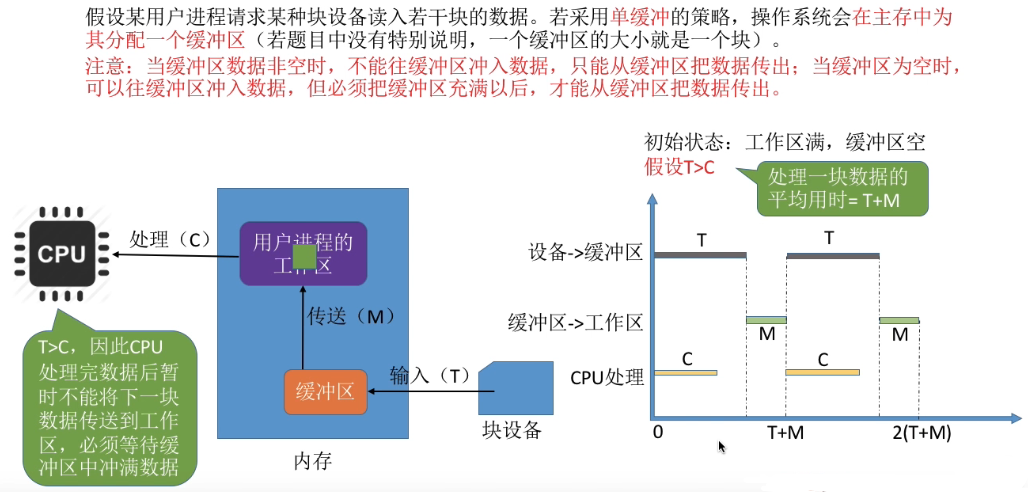 假设某用户进程请求某种块设备读入若干块的数据。若采用单缓冲的策略，操作系统会在主存中为
其分配一个缓冲区（若题目中没有特别说明，一个缓冲区的大小就是一个块）。
注意：当缓冲区数据非空时，不能往缓冲区冲入数据，只能从缓冲区把数据传出；当缓冲区为空时，
可以往缓冲区冲入数据，但必须把缓冲区充满以后，才能从缓冲区把数据传出。
初始状态：工作区满，缓冲区空
假设T>C
处理一块数据的
平均用时= T+M
CPU
处理（C）
用户进程的
工作区
传送（M）
缓冲区
输入（T）
块设备
内存
T>C，因此CPU
处理完数据后暂
时不能将下一块
数据传送到工作
区，必须等待缓
冲区中冲满数据
设备->缓冲区
T
T
缓冲区->工作区
M
M
CPU处理
C
C
0
T+M
2(T+M)